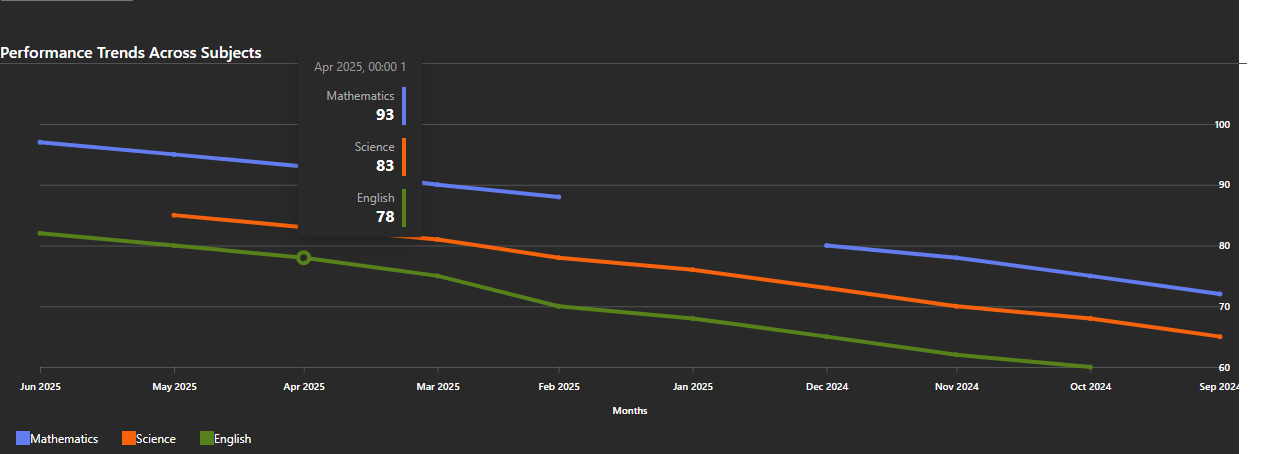 Performance Trends Across Subjects
Apr 2025, 00:00 1
Mathematics
93
Science
83
English
78
100
90
80
70
60
Jun 2025 May 2025 Apr 2025 Mar 2025 Feb 2025 Jan 2025 Dec 2024 Nov 2024 Oct 2024 Sep 2024
Months
Mathematics Science English